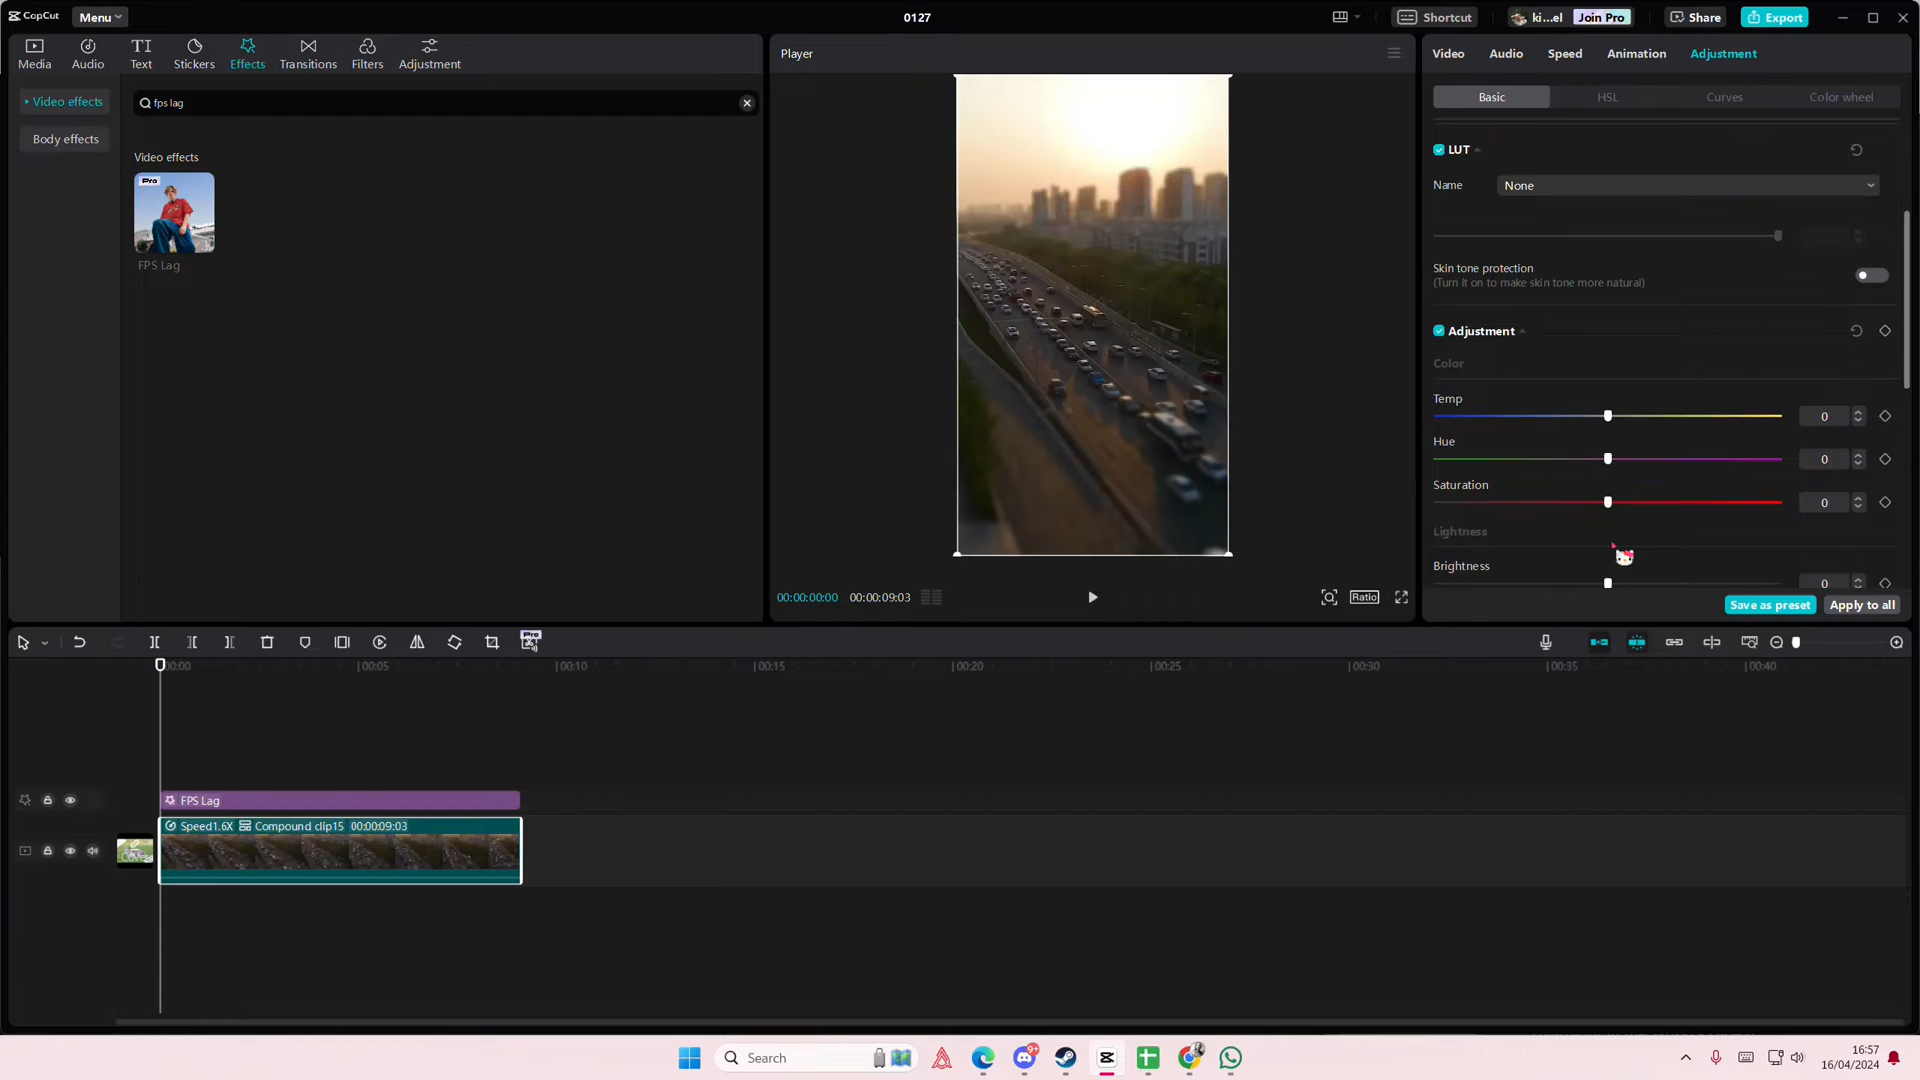 CapCut
Menu
0127
Shortcut
ki...el
Join Pro
Share
Export
Media
Audio
Text
Stickers
Effects
Transitions
Filters
Adjustment
Video effects
Body effects
fps lag
Video effects
Pro
FPS Lag
Player
00:00:00:00
00:00:09:03
Ratio
Video
Audio
Speed
Animation
Adjustment
Basic
HSL
Curves
Color wheel
LUT
Name
None
Skin tone protection
(Turn it on to make skin tone more natural)
Adjustment
Color
Temp
0
Hue
0
Saturation
0
Lightness
Brightness
0
Save as preset
Apply to all
Pro
00:00
00:05
00:10
00:15
00:20
00:25
00:30
00:35
00:40
FPS Lag
Speed1.6X
Compound clip15
00:00:09:03
Search
9+
16:57
16/04/2024